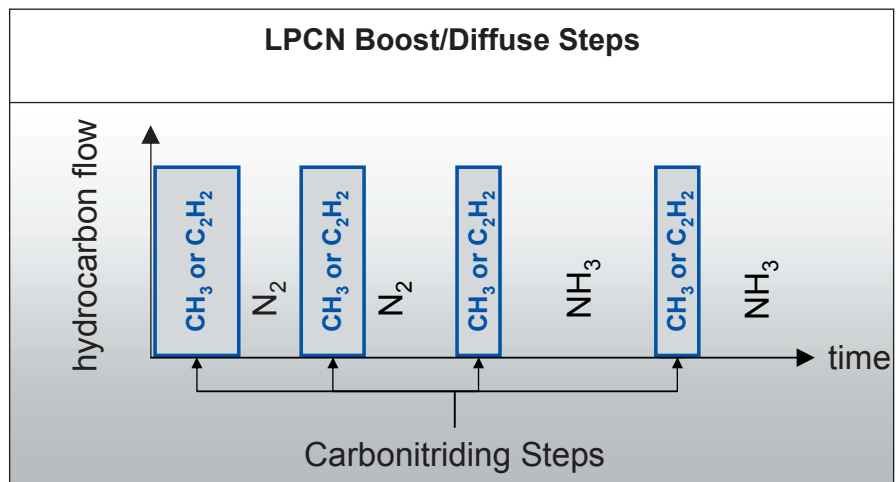 LPCN Boost/Diffuse Steps
hydrocarbon flow
CH₃ or C₂H₂
N₂
CH₃ or C₂H₂
N₂
CH₃ or C₂H₂
NH₃
CH₃ or C₂H₂
NH₃
time
Carbonitriding Steps